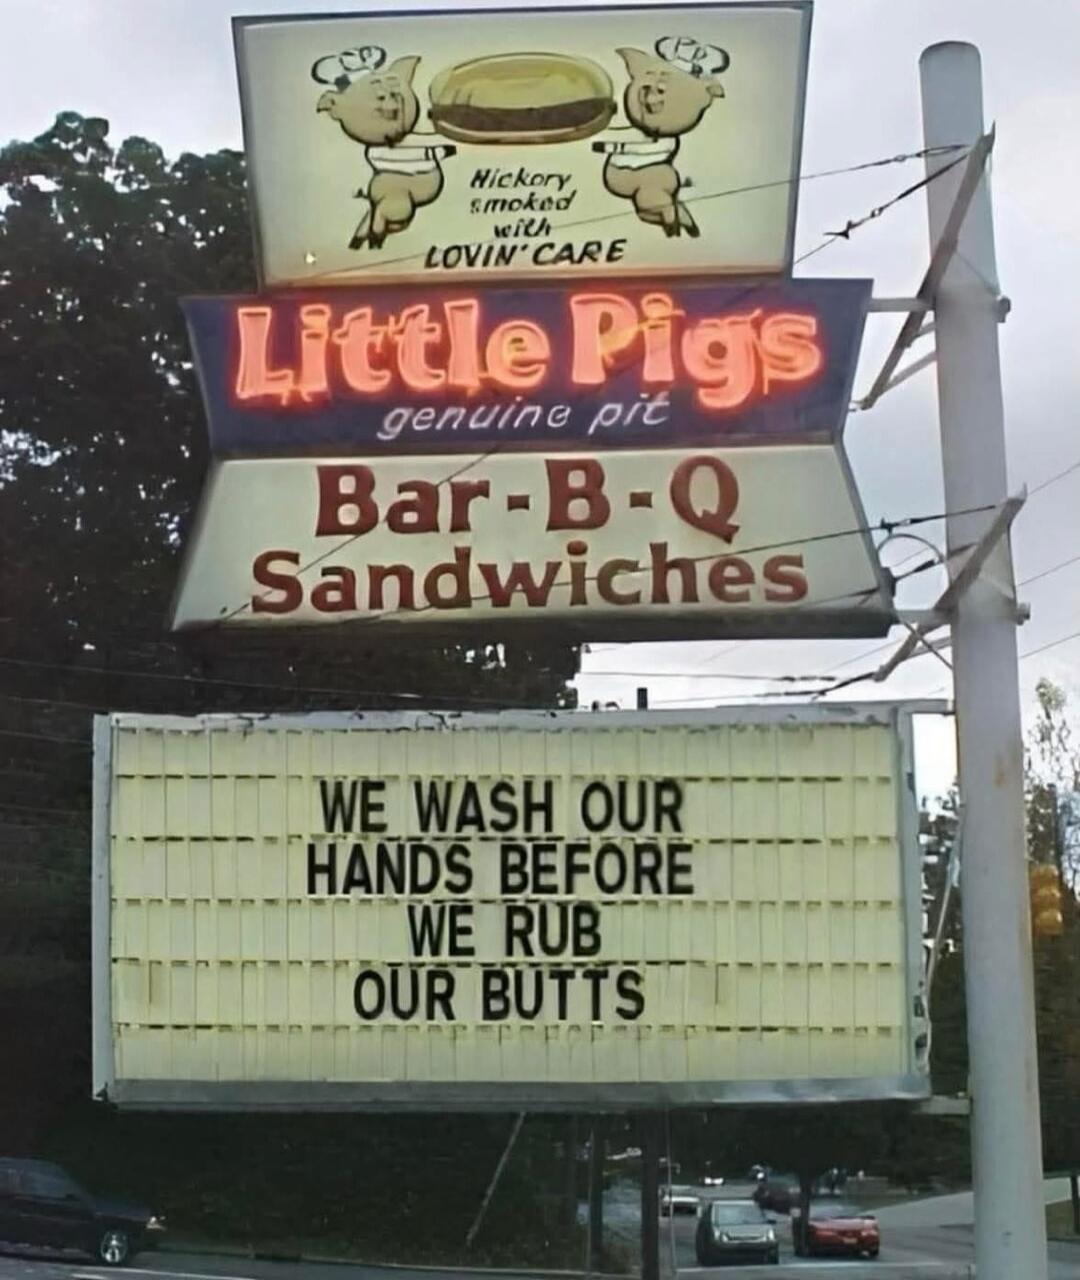 Hickory
smoked
with
LOVIN' CARE
Little Pigs
genuine pit
Bar-B-Q
Sandwiches
WE WASH OUR
HANDS BEFORE
WE RUB
OUR BUTTS